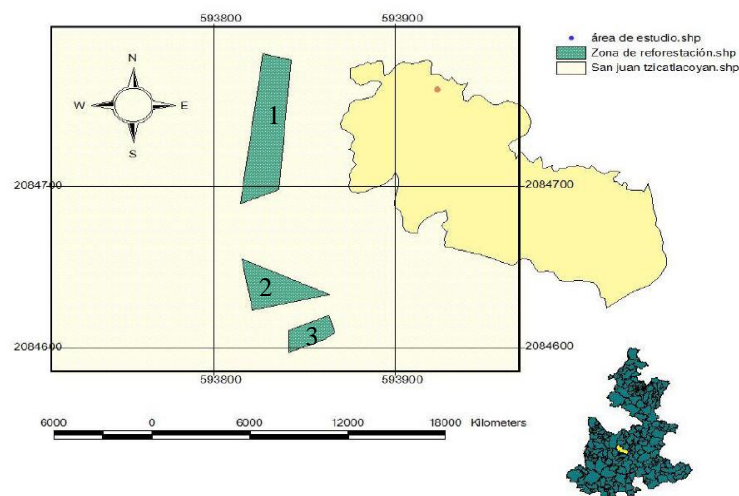 593800
593900
área de estudio.shp
Zona de reforestación.shp
San juan tzicatlacoyan.shp
N
W
E
S
1
2084700
2084700
2
3
2084600
2084600
593800
593900
6000
0
6000
12000
18000
Kilometers